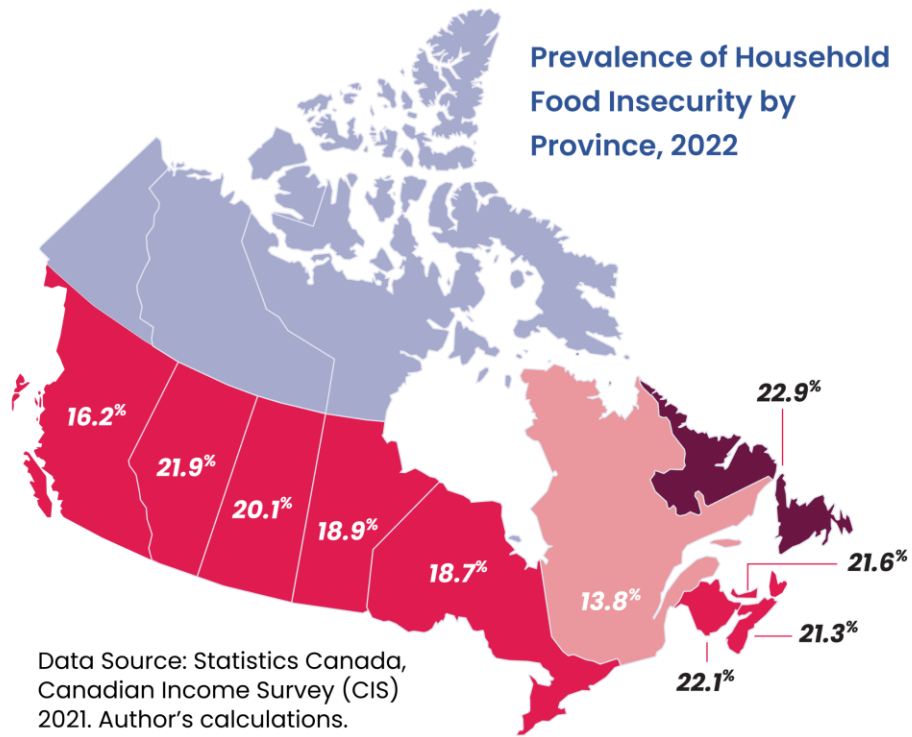 Prevalence of Household
Food Insecurity by
Province, 2022
22.9%
16.2%
21.9%
20.1%
18.9%
18.7%
13.8%
21.6%
21.3%
22.1%
Data Source: Statistics Canada,
Canadian Income Survey (CIS)
2021. Author’s calculations.